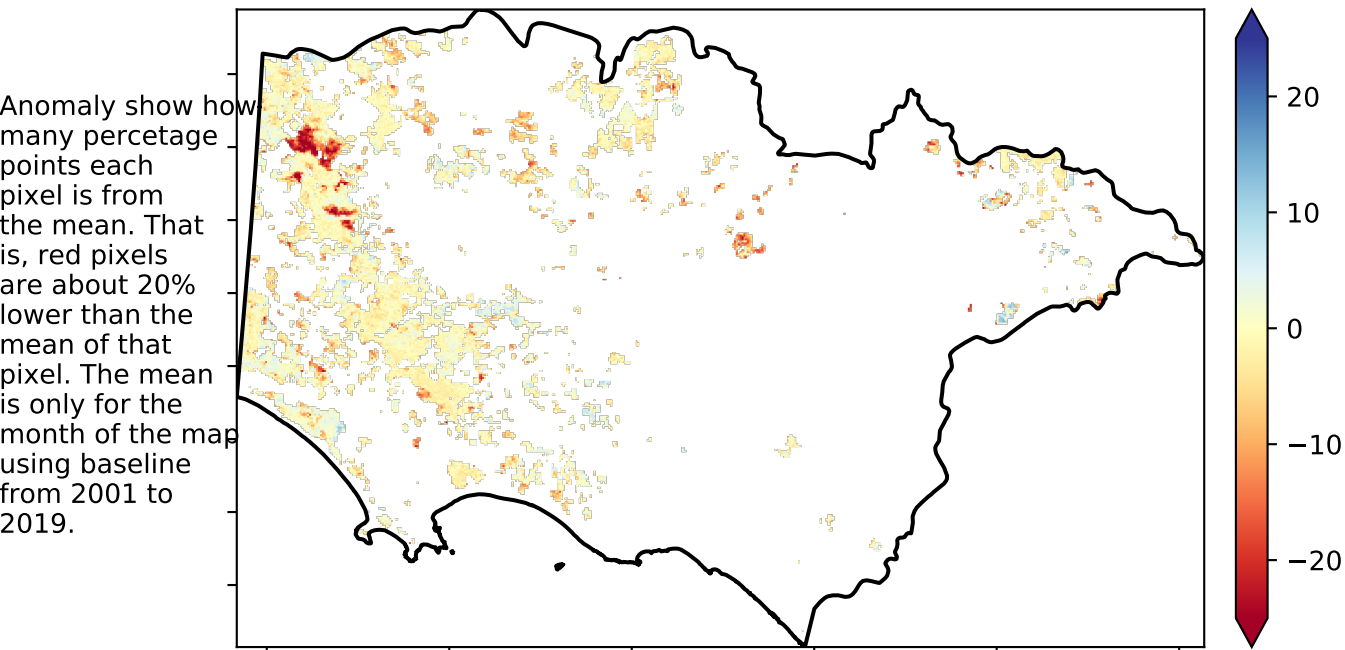 Anomaly show how
many percetage
points each
pixel is from
the mean. That
is, red pixels
are about 20%
lower than the
mean of that
pixel. The mean
is only for the
month of the map
using baseline
from 2001 to
2019.
20
10
0
−10
−20